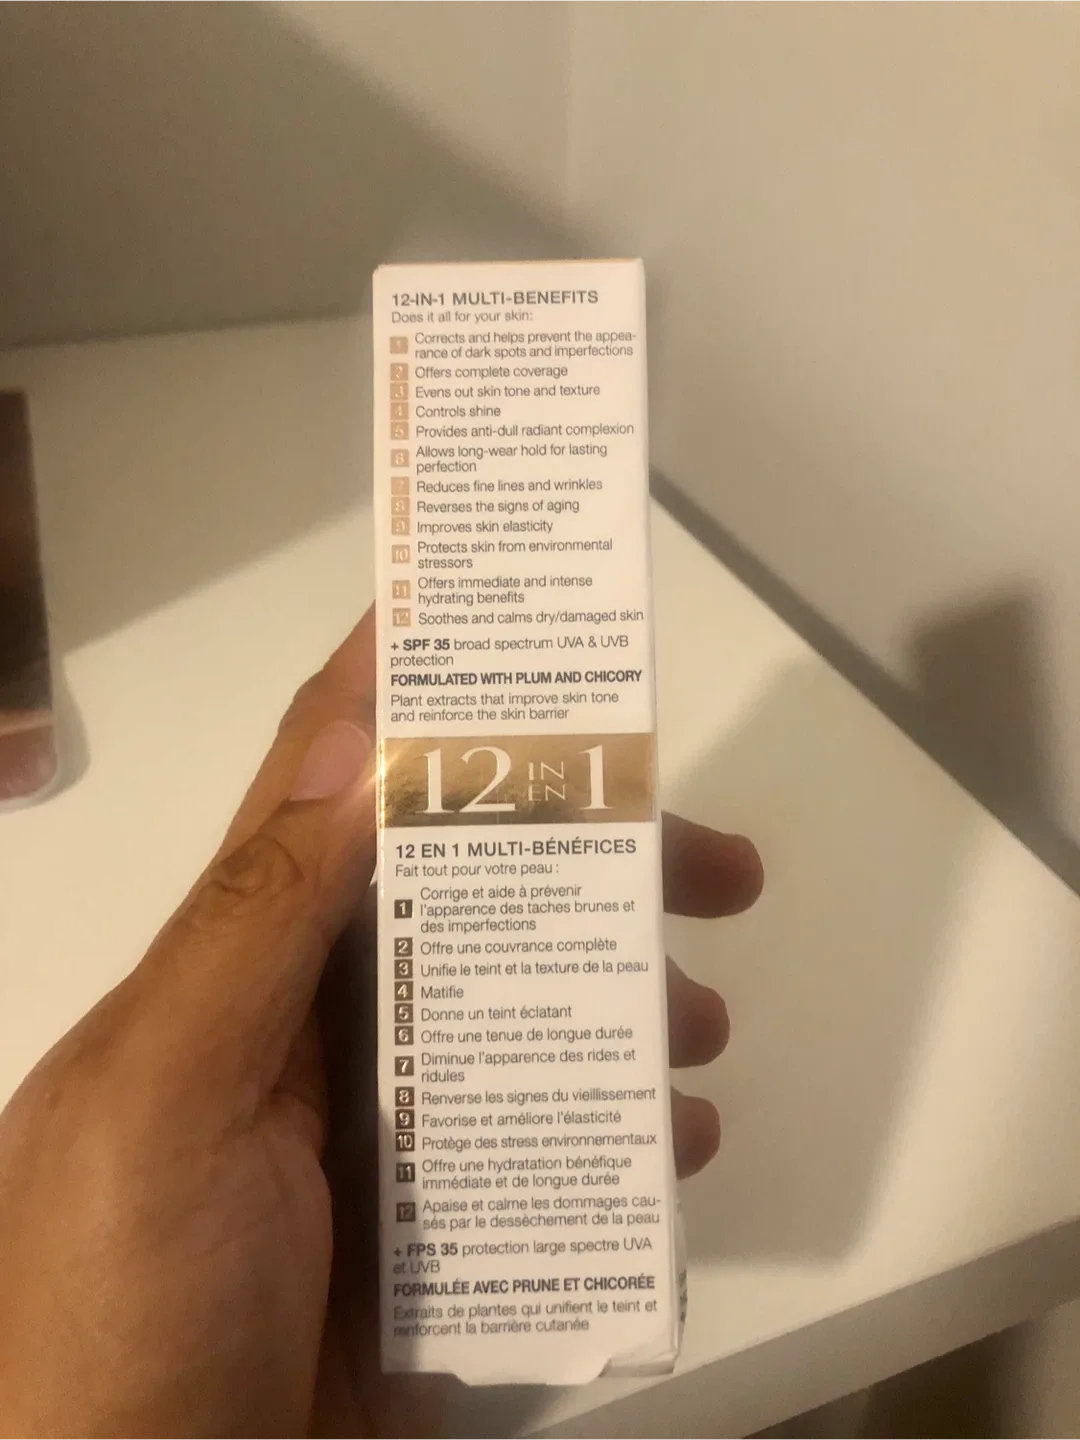 12-IN-1 MULTI-BENEFITS
Does it all for your skin:
1 Corrects and helps prevent the appea-
rance of dark spots and imperfections
2 Offers complete coverage
3 Evens out skin tone and texture
4 Controls shine
5 Provides anti-dull radiant complexion
6 Allows long-wear hold for lasting
perfection
7 Reduces fine lines and wrinkles
8 Reverses the signs of aging
9 Improves skin elasticity
10 Protects skin from environmental
stressors
11 Offers immediate and intense
hydrating benefits
12 Soothes and calms dry/damaged skin
+ SPF 35 broad spectrum UVA & UVB
protection
FORMULATED WITH PLUM AND CHICORY
Plant extracts that improve skin tone
and reinforce the skin barrier
12 IN EN 1
12 EN 1 MULTI-BÉNÉFICES
Fait tout pour votre peau :
1 Corrige et aide à prévenir
l'apparence des taches brunes et
des imperfections
2 Offre une couvrance complète
3 Unifie le teint et la texture de la peau
4 Matifie
5 Donne un teint éclatant
6 Offre une tenue de longue durée
7 Diminue l'apparence des rides et
ridules
8 Renverse les signes du vieillissement
9 Favorise et améliore l'élasticité
10 Protège des stress environnementaux
11 Offre une hydratation bénéfique
immédiate et de longue durée
12 Apaise et calme les dommages cau-
sés par le dessèchement de la peau
+ FPS 35 protection large spectre UVA
et UVB
FORMULÉE AVEC PRUNE ET CHICORÉE
Extraits de plantes qui unifient le teint et
renforcent la barrière cutanée